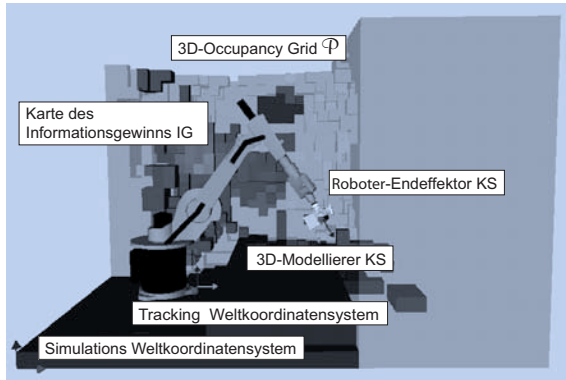 3D-Occupancy Grid 𝒫
Karte des
Informationsgewinns IG
Roboter-Endeffektor KS
3D-Modellierer KS
Tracking Weltkoordinatensystem
Simulations Weltkoordinatensystem